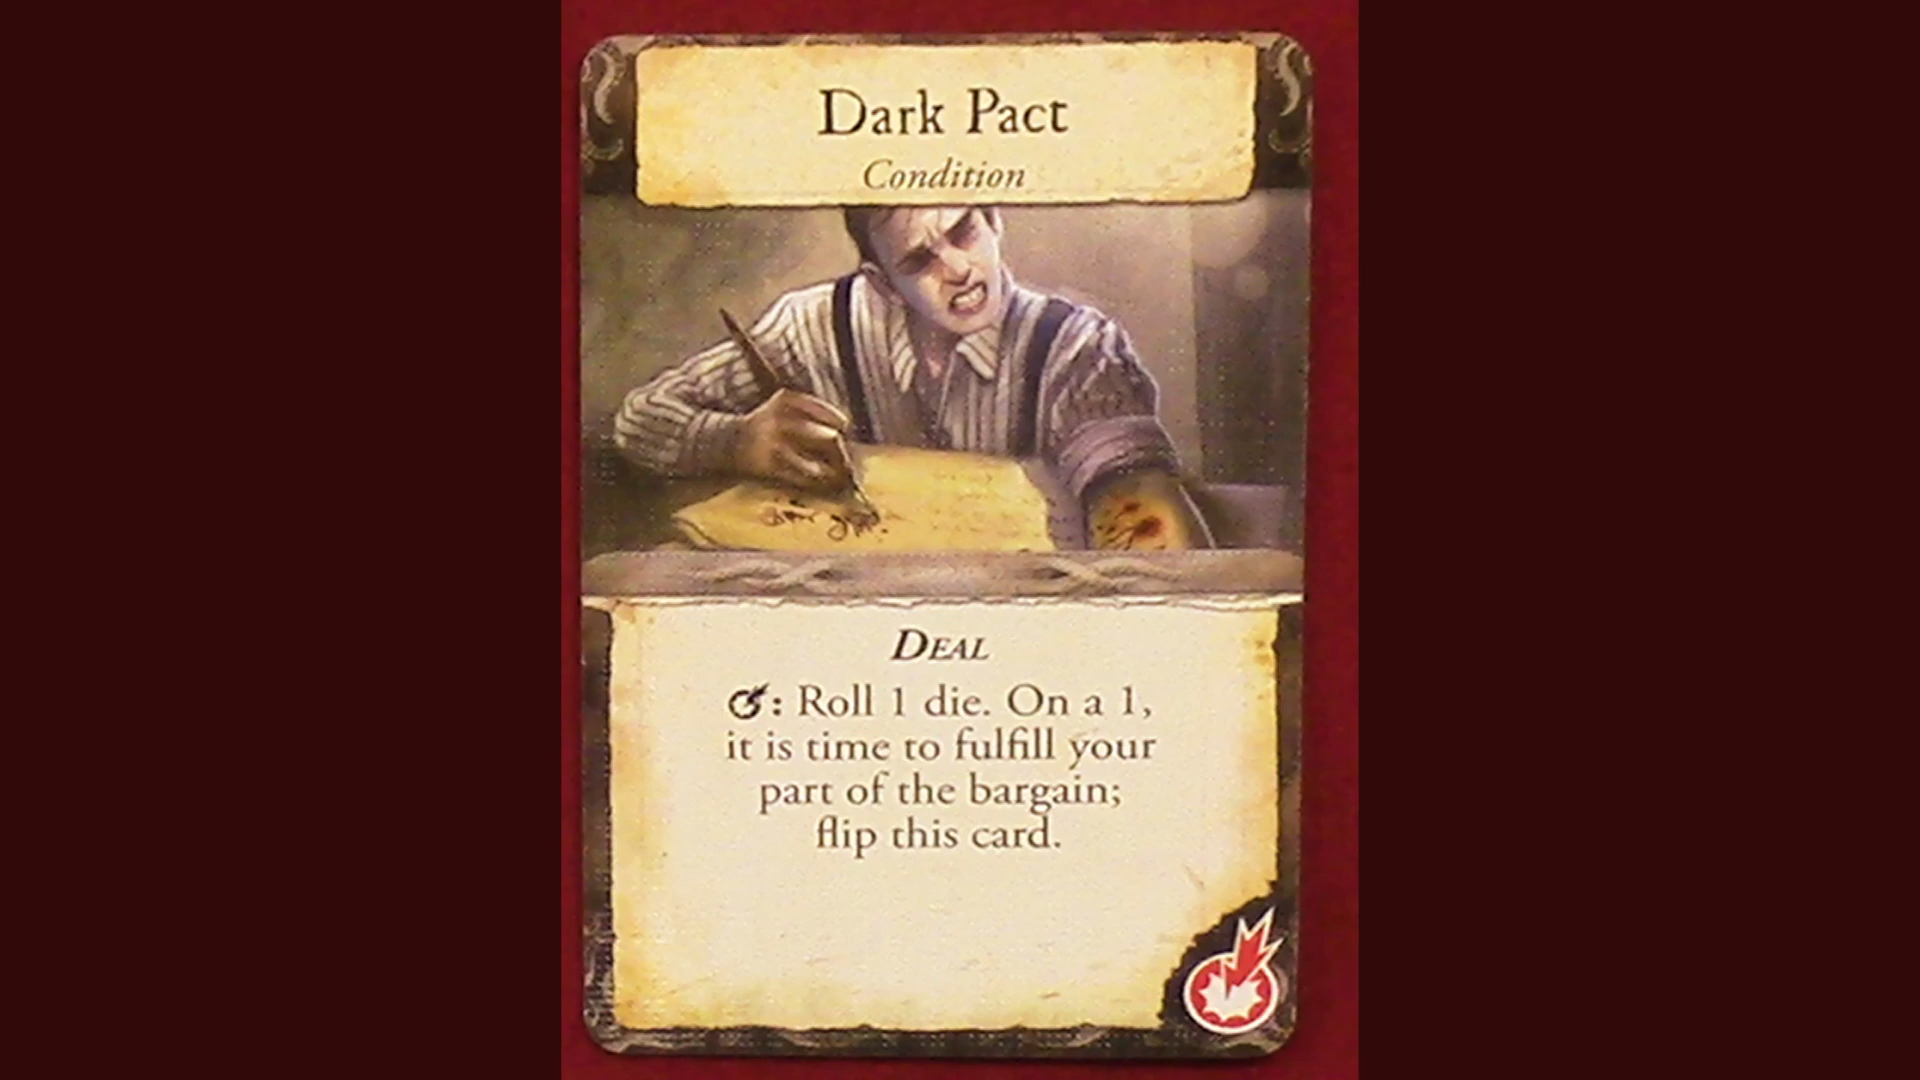 Dark Pact
Condition
DEAL
: Roll 1 die. On a 1,
it is time to fulfill your
part of the bargain;
flip this card.